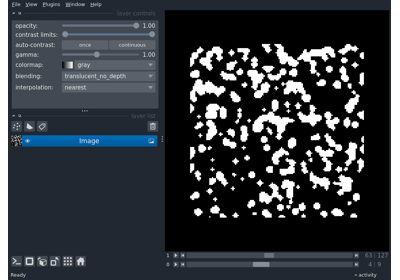 File View Plugins Window Help
layer controls
opacity: 1.00
contrast limits:
auto-contrast: once continuous
gamma: 1.00
colormap: gray
blending: translucent_no_depth
interpolation: nearest
layer list
Image
1 63 127
0 4 9
Ready activity